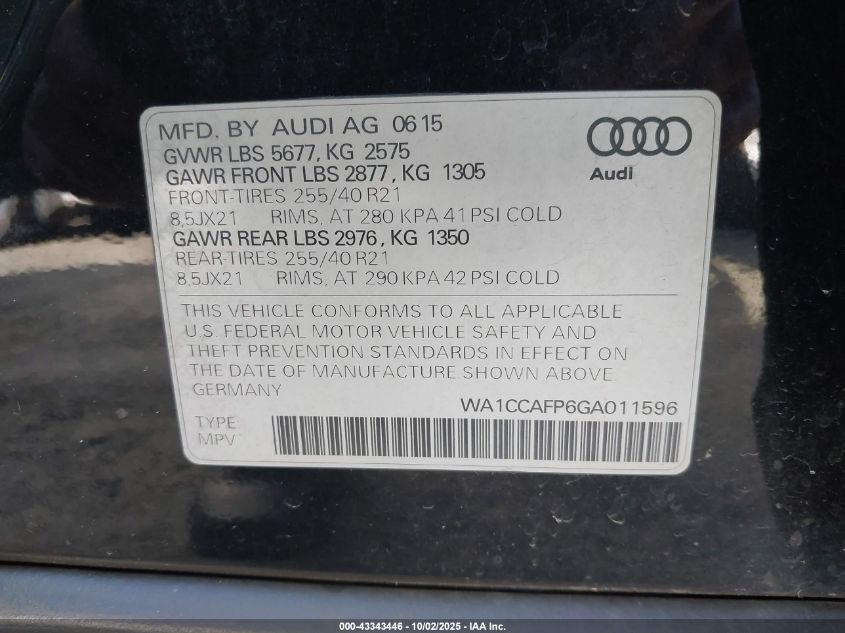 MFD. BY AUDI AG 0615
GVWR LBS 5677, KG 2575
GAWR FRONT LBS 2877, KG 1305
FRONT-TIRES 255/40 R21
8,5JX21 RIMS, AT 280 KPA 41 PSI COLD
GAWR REAR LBS 2976, KG 1350
REAR-TIRES 255/40 R21
8,5JX21 RIMS, AT 290 KPA 42 PSI COLD
Audi
THIS VEHICLE CONFORMS TO ALL APPLICABLE
U.S. FEDERAL MOTOR VEHICLE SAFETY AND
THEFT PREVENTION STANDARDS IN EFFECT ON
THE DATE OF MANUFACTURE SHOWN ABOVE.
GERMANY
WA1CCAFP6GA011596
TYPE:
MPV
000-43343446 - 10/02/2025 - IAA Inc.